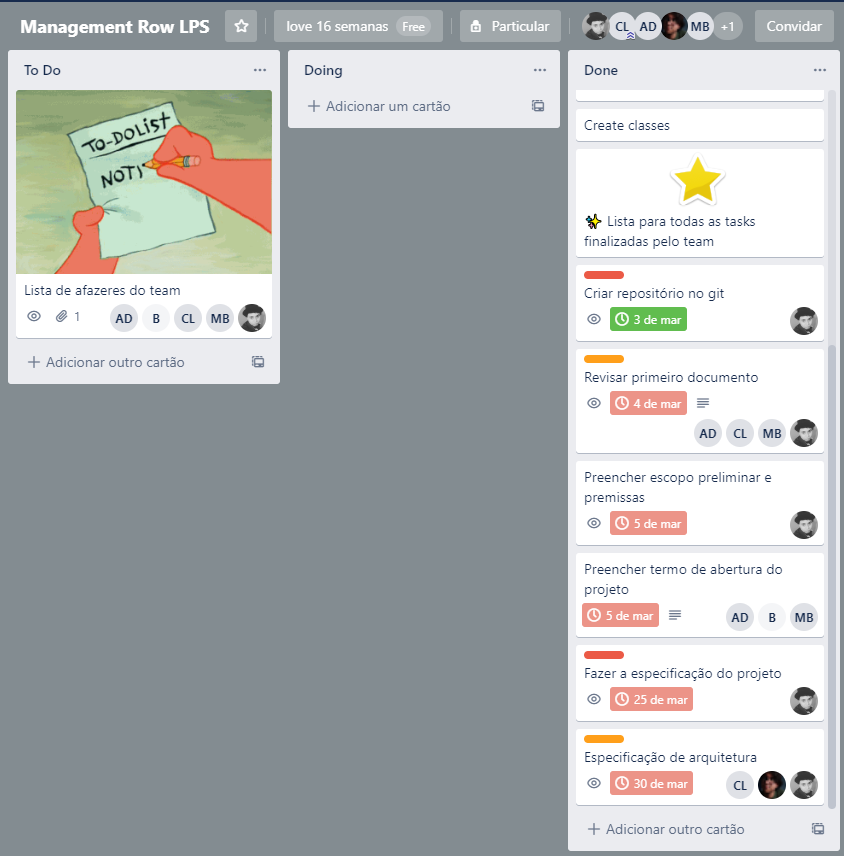 Management Row LPS
love 16 semanas
Free
Particular
CL
AD
MB
+1
Convidar
To Do
TO-DO LIST
NOTI
Lista de afazeres do team
1
AD
B
CL
MB
Adicionar outro cartão
Doing
Adicionar um cartão
Done
Create classes
Lista para todas as tasks
finalizadas pelo team
Criar repositório no git
3 de mar
Revisar primeiro documento
4 de mar
AD
CL
MB
Preencher escopo preliminar e
premissas
5 de mar
Preencher termo de abertura do
projeto
5 de mar
AD
B
MB
Fazer a especificação do projeto
25 de mar
Especificação de arquitetura
30 de mar
CL
Adicionar outro cartão